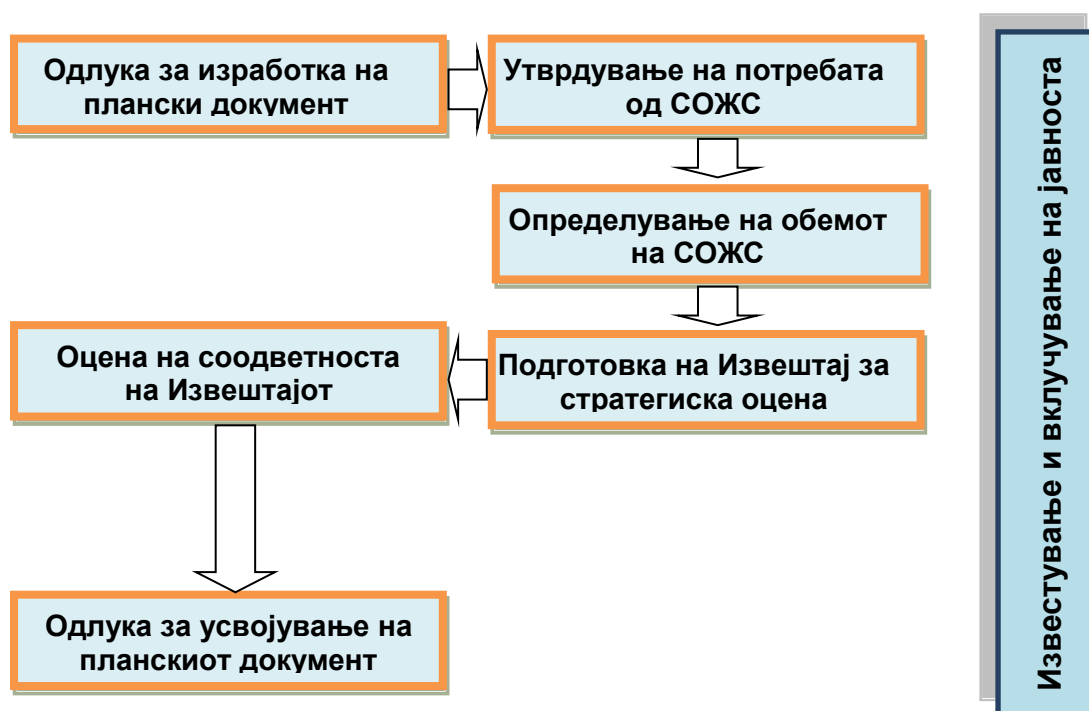 Одлука за изработка на
плански документ
Утврдување на потребата
од СОЖС
Определување на обемот
на СОЖС
Подготовка на Извештај за
стратегиска оцена
Оцена на соодветноста
на Извештајот
Одлука за усвојување на
планскиот документ
Известување и вклучување на јавноста